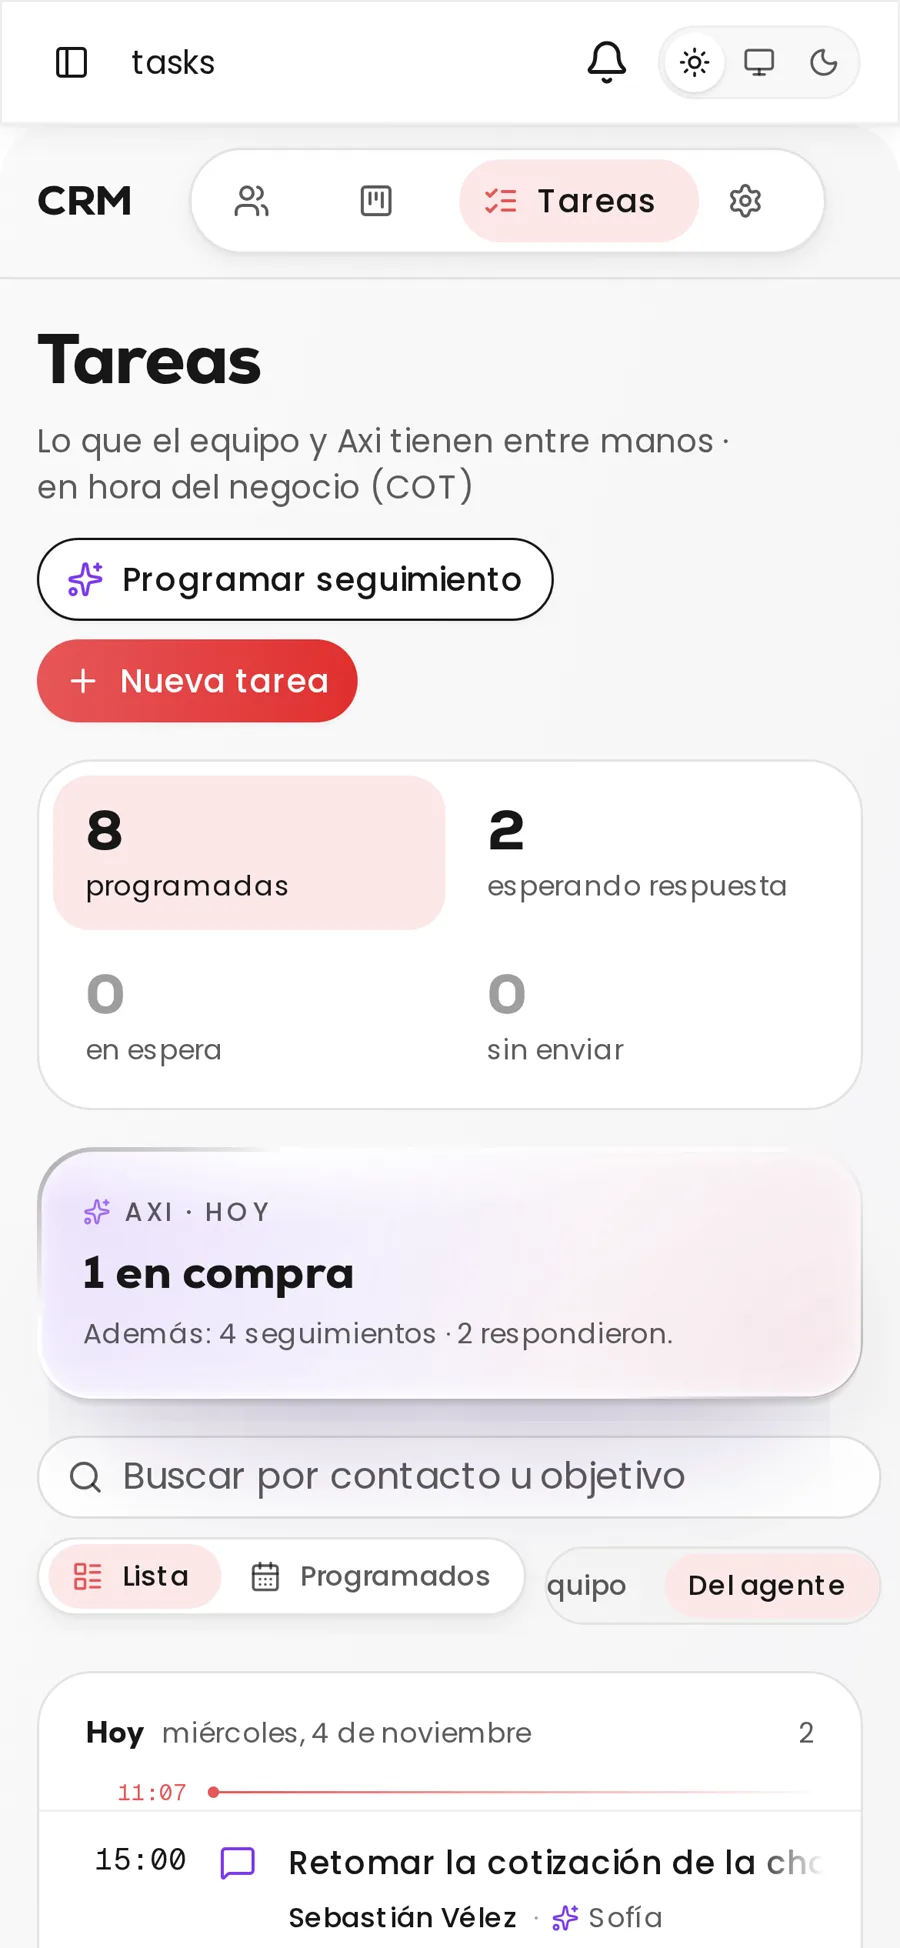 tasks
CRM
Tareas
Tareas
Lo que el equipo y Axi tienen entre manos ·
en hora del negocio (COT)
Programar seguimiento
Nueva tarea
8
programadas
2
esperando respuesta
0
en espera
0
sin enviar
AXI · HOY
1 en compra
Además: 4 seguimientos · 2 respondieron.
Buscar por contacto u objetivo
Lista
Programados
quipo
Del agente
Hoy miércoles, 4 de noviembre 2
11:07
15:00 Retomar la cotización de la
Sebastián Vélez · Sofía